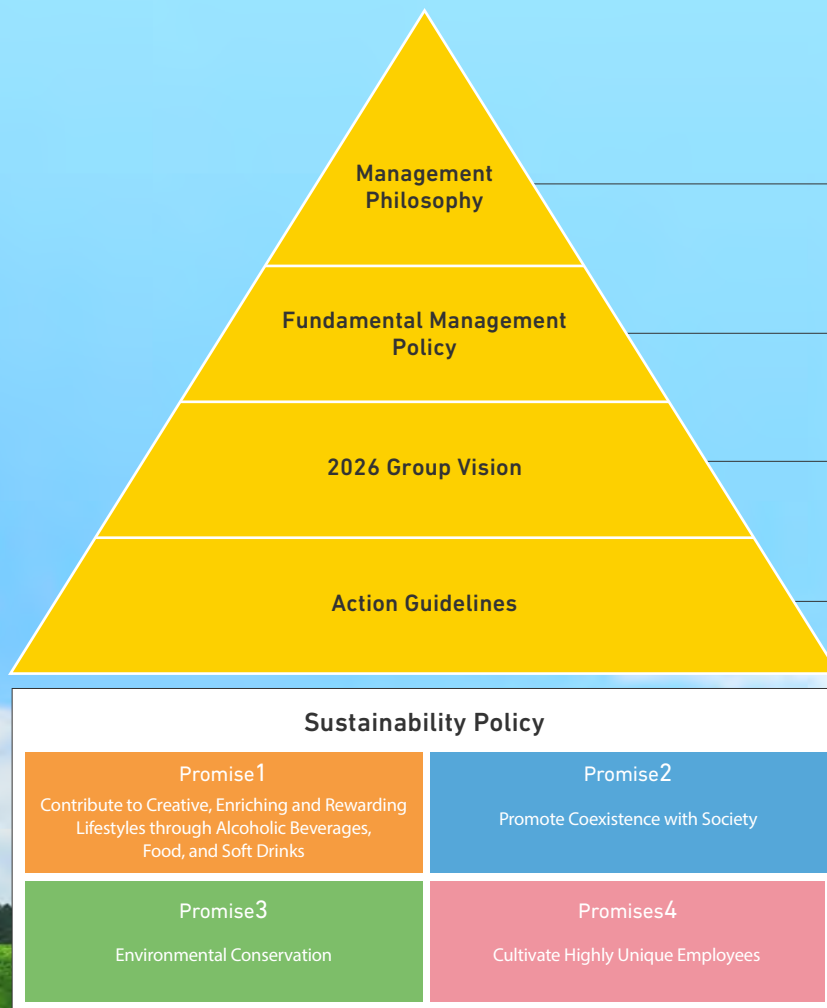 Management
Philosophy
Fundamental Management
Policy
2026 Group Vision
Action Guidelines
Sustainability Policy
Promise1
Contribute to Creative, Enriching and Rewarding
Lifestyles through Alcoholic Beverages,
Food, and Soft Drinks
Promise2
Promote Coexistence with Society
Promise3
Environmental Conservation
Promises4
Cultivate Highly Unique Employees